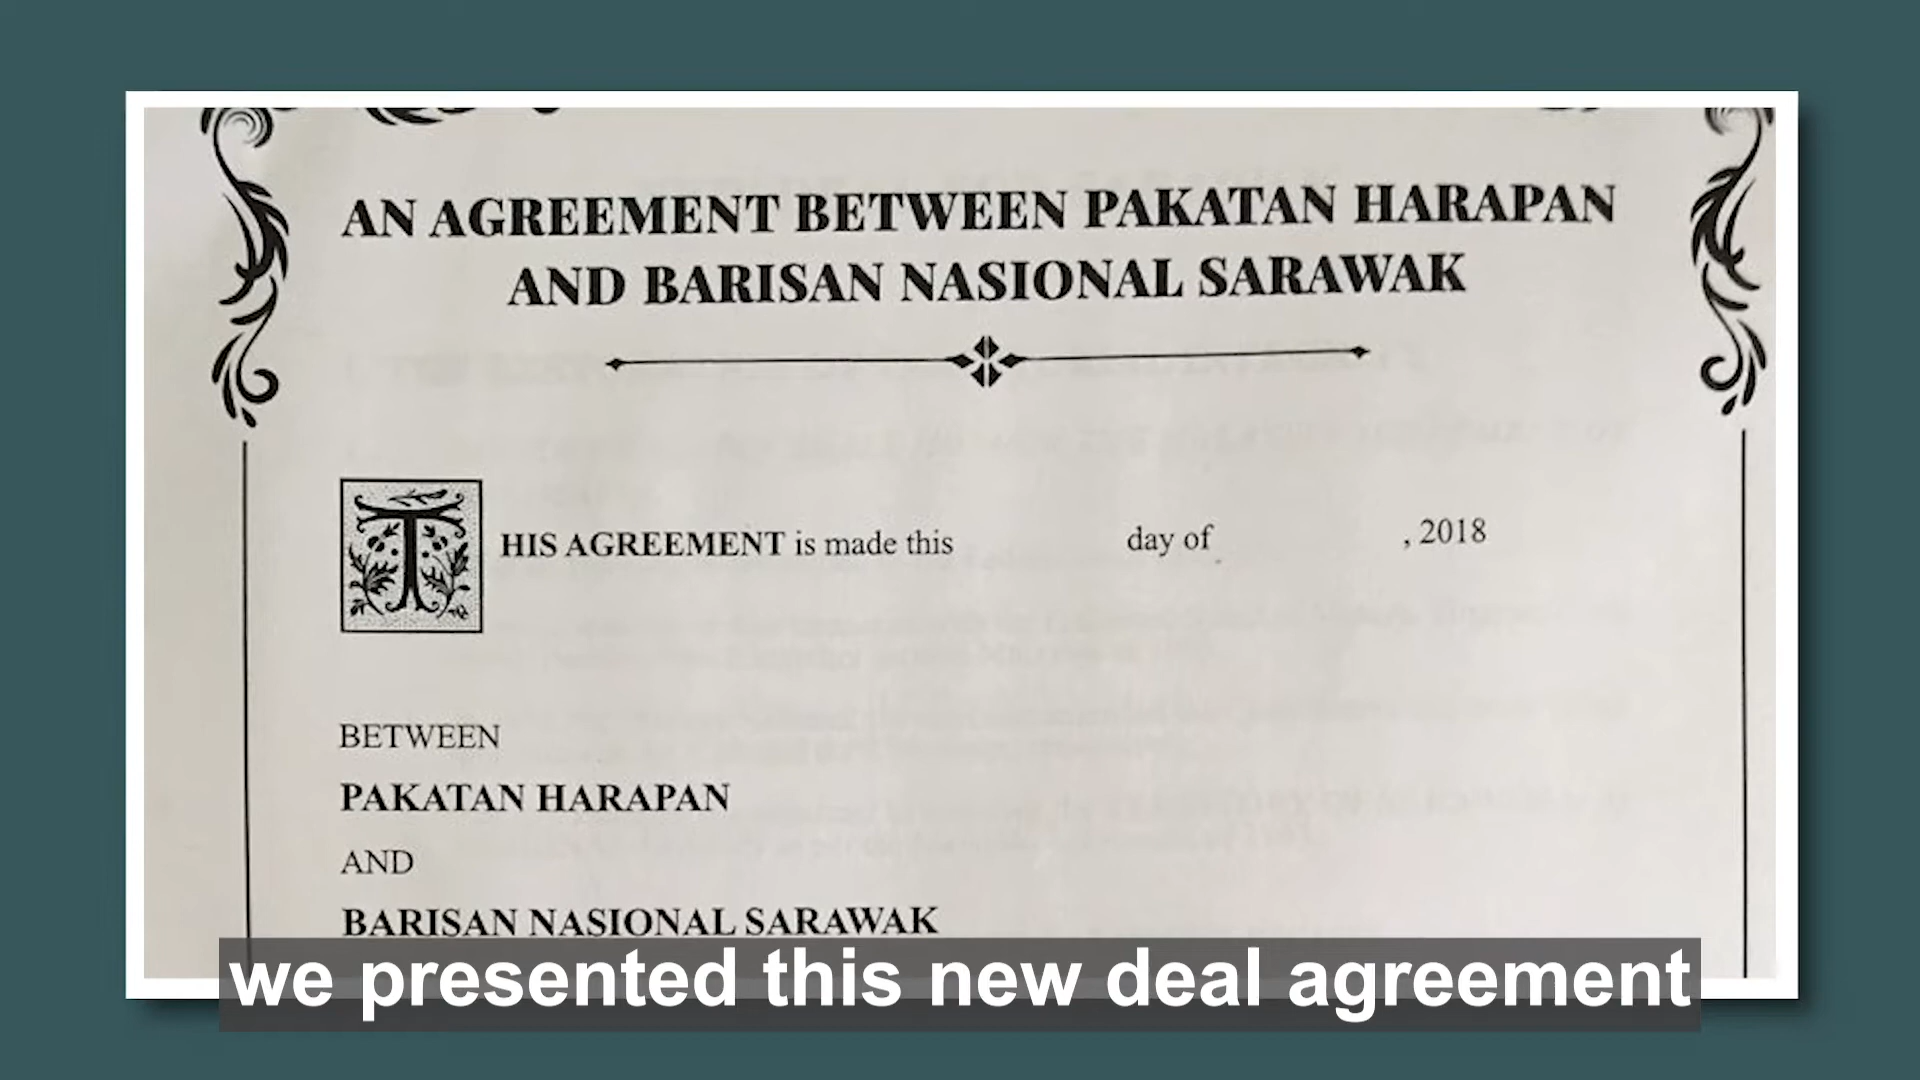 AN AGREEMENT BETWEEN PAKATAN HARAPAN
AND BARISAN NASIONAL SARAWAK
THIS AGREEMENT is made this day of , 2018
BETWEEN
PAKATAN HARAPAN
AND
BARISAN NASIONAL SARAWAK
we presented this new deal agreement